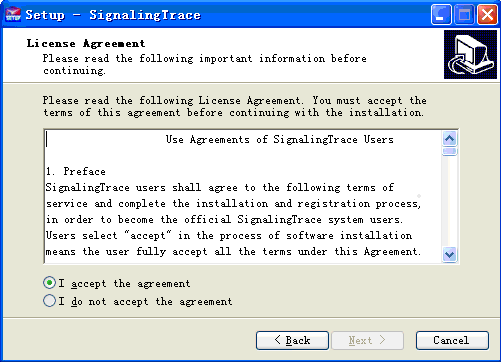 Setup - SignalingTrace
License Agreement
Please read the following important information before
continuing.
Please read the following License Agreement. You must accept the
terms of this agreement before continuing with the installation.
Use Agreements of SignalingTrace Users
1. Preface
SignalingTrace users shall agree to the following terms of
service and complete the installation and registration process,
in order to become the official SignalingTrace system users.
Users select "accept" in the process of software installation
means the user fully accept all the terms under this Agreement.
I accept the agreement
I do not accept the agreement
< Back Next > Cancel